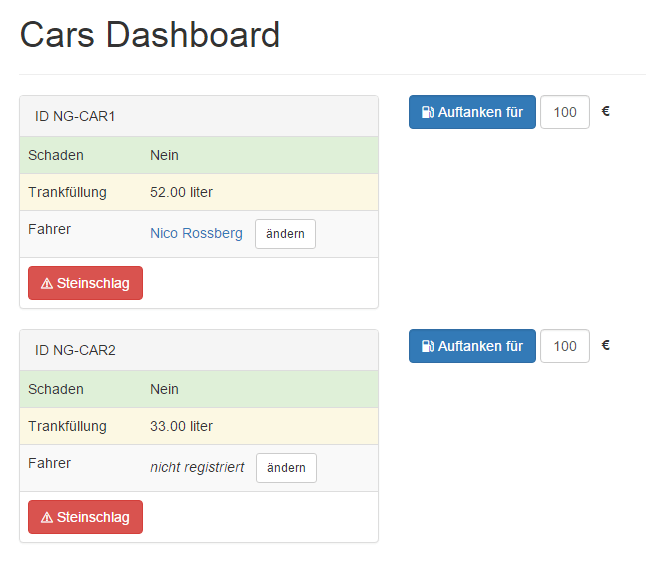 Cars Dashboard
ID NG-CAR1
Auftanken für 100 €
Schaden Nein
Trankfüllung 52.00 liter
Fahrer Nico Rossberg ändern
Steinschlag
ID NG-CAR2
Auftanken für 100 €
Schaden Nein
Trankfüllung 33.00 liter
Fahrer nicht registriert ändern
Steinschlag